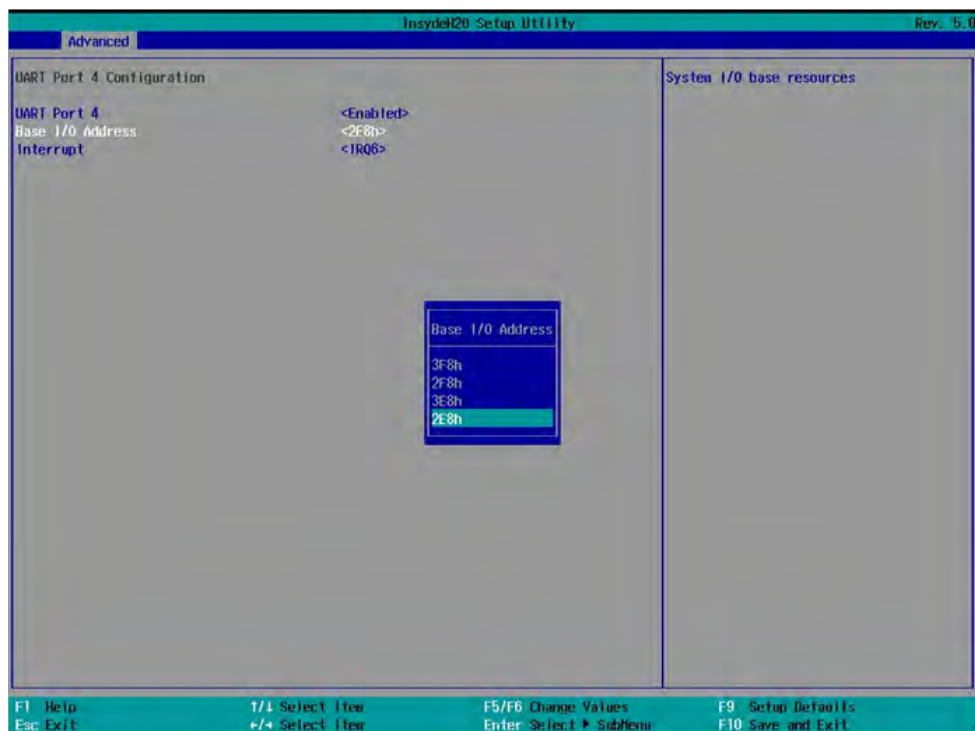 InsydeH20 Setup Utility
Rev. 5.0
Advanced
UART Port 4 Configuration
System I/O base resources
UART Port 4 <Enabled>
Base I/O Address <2E8h>
Interrupt <IRQ6>
Base I/O Address
3F8h
2F8h
3E8h
2E8h
F1 Help ↑/↓ Select Item F5/F6 Change Values F9 Setup Defaults
Esc Exit ←/→ Select Item Enter Select ▶ SubMenu F10 Save and Exit